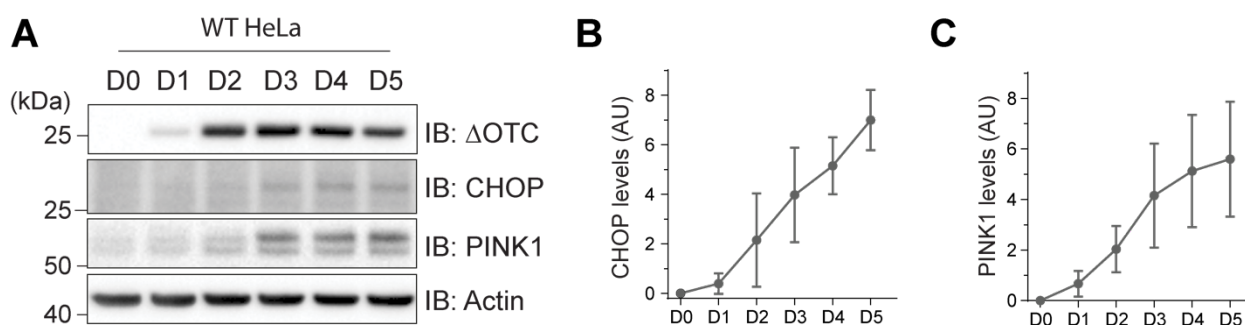 A
WT HeLa
D0 D1 D2 D3 D4 D5
(kDa)
25
IB: ΔOTC
IB: CHOP
25
IB: PINK1
50
IB: Actin
40
B
CHOP levels (AU)
8
6
4
2
0
D0 D1 D2 D3 D4 D5
C
PINK1 levels (AU)
8
6
4
2
0
D0 D1 D2 D3 D4 D5